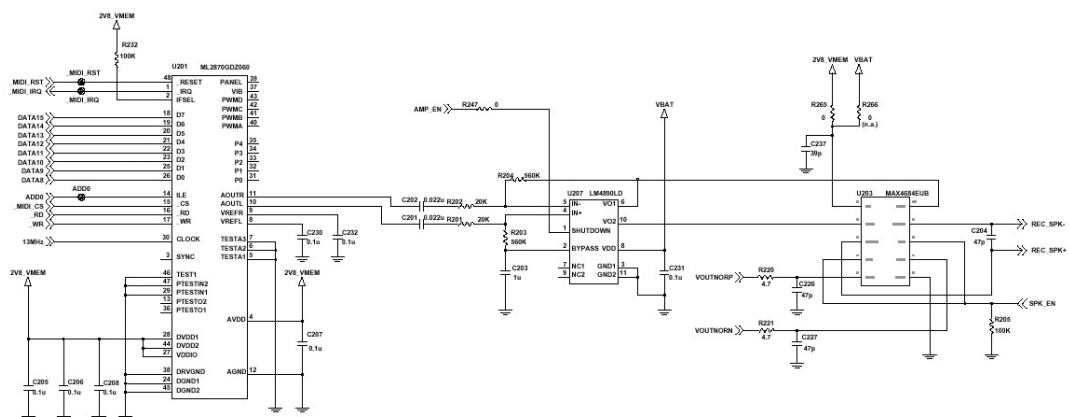 2V8_VMEM
R232
100K
U201 ML2870GDZ060
_MIDI_RST
_MIDI_RST
_MIDI_IRQ
_MIDI_IRQ
48 _RESET PANEL 39
1 _IRQ VIB 37
2 IFSEL PWMD 43
PWMC 42
PWMB 41
PWMA 40
DATA15 18 D7
DATA14 19 D6
DATA13 20 D5
DATA12 21 D4
DATA11 22 D3
DATA10 23 D2
DATA9 25 D1
DATA8 26 D0
P4 35
P3 34
P2 33
P1 32
P0 31
ADD0
ADD0 14 ILE AOUTR 11
_MIDI_CS 15 _CS AOUTL 10
_RD 16 _RD VREFR 9
_WR 17 _WR VREFL 8
13MHz 30 CLOCK TESTA3 7
TESTA2 6
3 SYNC TESTA1 5
46 TEST1
47 PTESTIN2
29 PTESTIN1
13 PTESTO2
36 PTESTO1
28 DVDD1 AVDD 4
44 DVDD2
27 VDDIO
38 DRVGND AGND 12
24 DGND1
45 DGND2
2V8_VMEM
C205
0.1u
C206
0.1u
C208
0.1u
C230
0.1u
C232
0.1u
2V8_VMEM
C207
0.1u
C202 0.022u R202 20K
C201 0.022u R201 20K
AMP_EN R247 0
R204 560K
R203
560K
C203
1u
U207 LM4890LD
5 IN- VO1 6
4 IN+
VO2 10
1 SHUTDOWN
2 BYPASS VDD 8
7 NC1 GND1 3
9 NC2 GND2 11
VBAT
C231
0.1u
2V8_VMEM VBAT
R265
0
R266
0
(n.a.)
C237
39p
U203 MAX4684EUB
VOUTNORP R220
4.7
C226
47p
VOUTNORN R221
4.7
C227
47p
REC_SPK-
C204
47p
REC_SPK+
SPK_EN
R205
100K